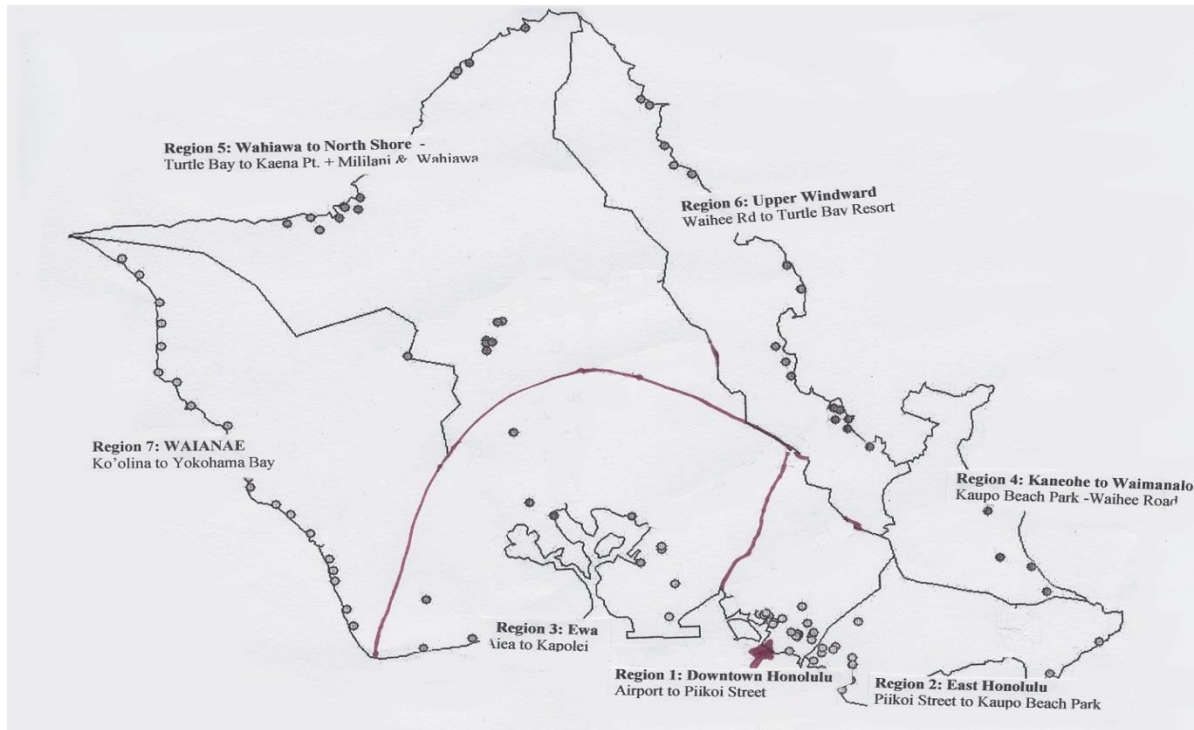 Region 5: Wahiawa to North Shore -
Turtle Bay to Kaena Pt. + Mililani & Wahiawa
Region 6: Upper Windward
Waihee Rd to Turtle Bay Resort
Region 7: WAIANAE
Ko'olina to Yokohama Bay
Region 4: Kaneohe to Waimanalo
Kaupo Beach Park -Waihee Road
Region 3: Ewa
Aiea to Kapolei
Region 1: Downtown Honolulu
Airport to Piikoi Street
Region 2: East Honolulu
Piikoi Street to Kaupo Beach Park